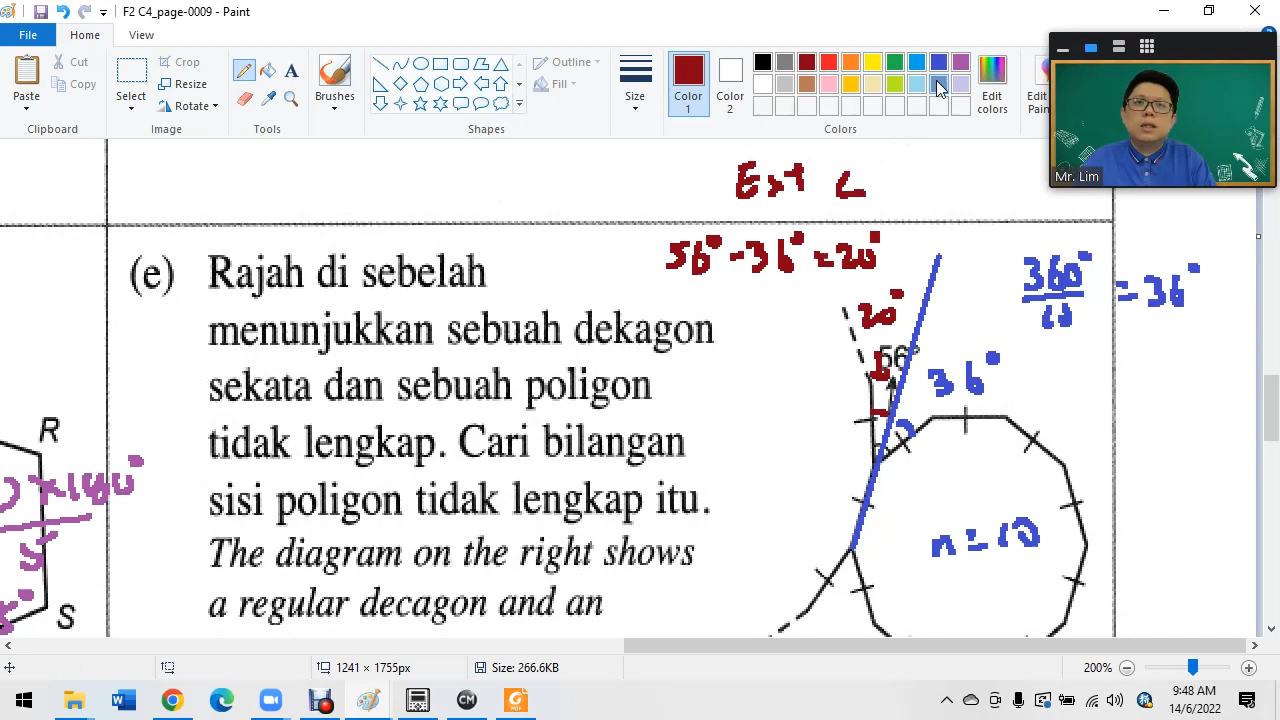 F2 C4_page-0009 - Paint
File Home View
Paste Cut Copy
Clipboard
Select Crop Resize Rotate
Image
Tools
Brushes
Outline Fill
Shapes
Size
Color 1 Color 2
Colors
Edit colors
Mr. Lim
Ext L
56° - 36° = 20°
360°/10 = 36°
20°
56°
36°
n = 10
(e) Rajah di sebelah
menunjukkan sebuah dekagon
sekata dan sebuah poligon
tidak lengkap. Cari bilangan
sisi poligon tidak lengkap itu.
The diagram on the right shows
a regular decagon and an
R
S
1241 × 1755px
Size: 266.6KB
200%
9:48 AM
14/6/2022